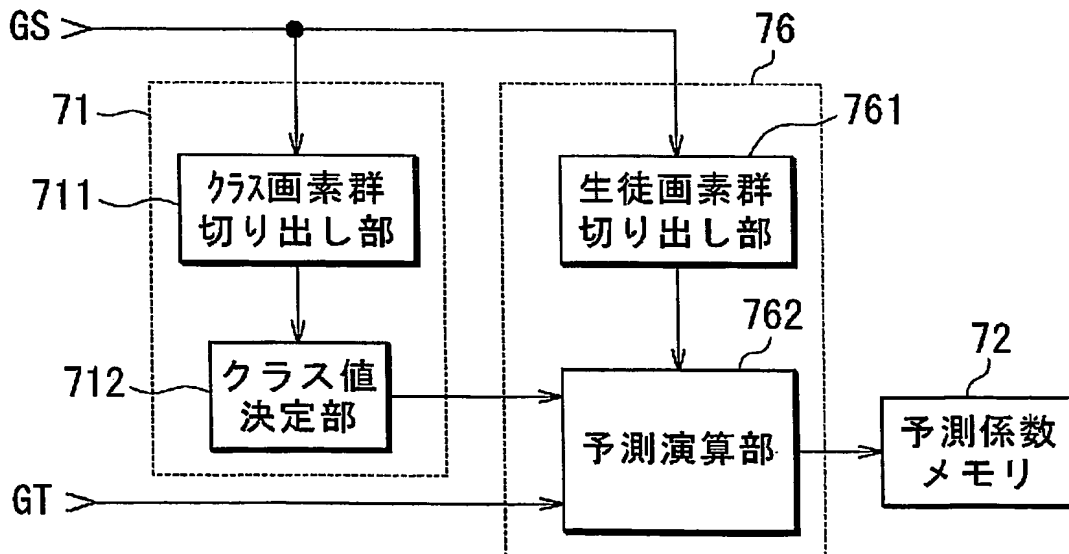 GS
76
71
761
711
クラス画素群
切り出し部
生徒画素群
切り出し部
762
712
クラス値
決定部
72
予測演算部
予測係数
メモリ
GT